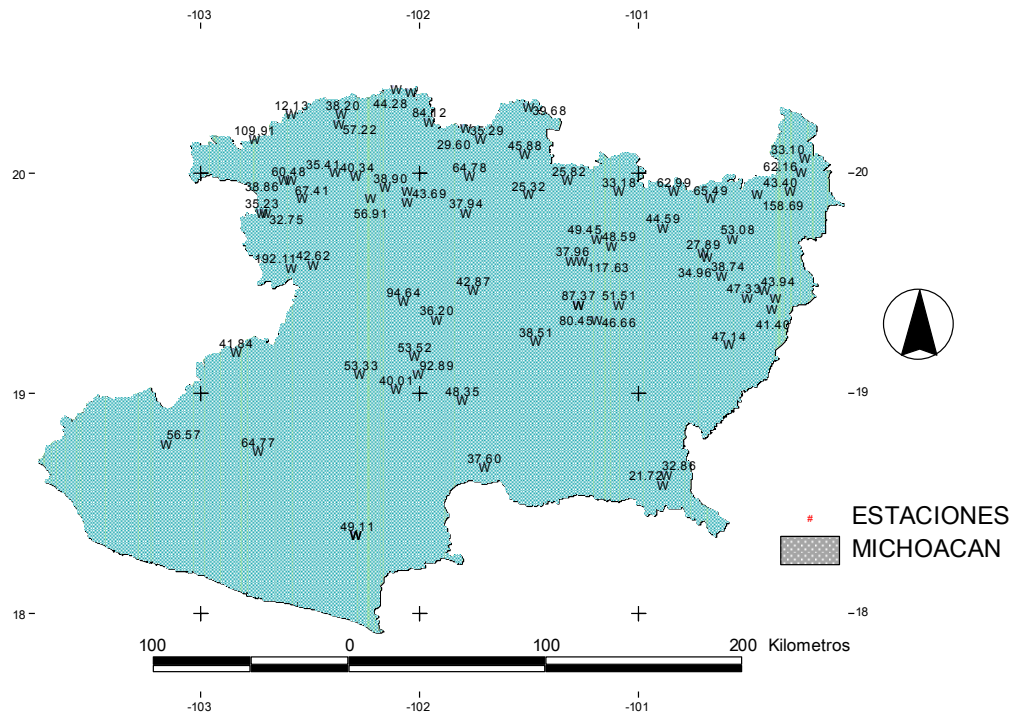 -103 -102 -101
12.13 38.20 44.28 84.12 39.68
109.91 57.22 29.60 35.29 45.88
33.10
62.16
20 60.48 35.41 40.34 38.90 64.78 25.82 20
38.86 67.41 43.69 25.32 33.18 62.99 65.49 43.40
158.69
35.23 32.75 56.91 37.94
44.59 53.08
49.45 48.59
192.11 42.62 37.96 117.63 27.89
34.96 38.74
42.87 43.94
94.64 87.37 51.51 47.33
36.20 80.45 46.66 41.40
41.84 38.51 47.14
53.52
53.33 92.89
19 40.01 19
48.35
56.57 64.77
37.60 32.86
21.72
49.11
ESTACIONES
MICHOACAN
18 18
100 0 100 200 Kilometros
-103 -102 -101